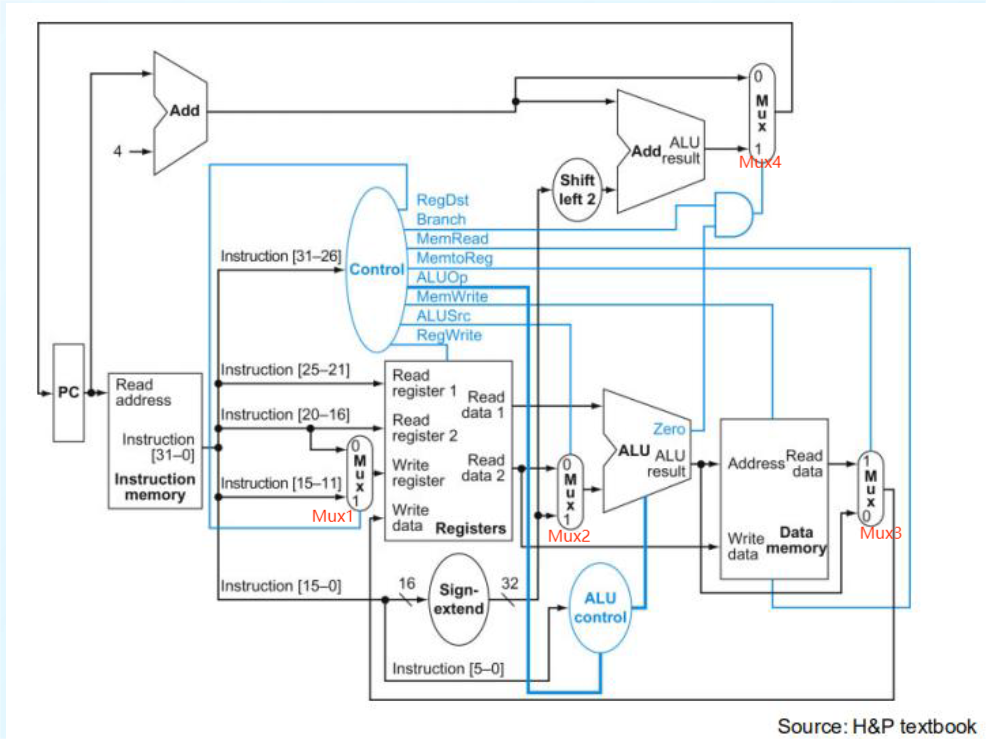 0
M
u
x
1
Mux4
Add
4
Add
ALU
result
Shift
left 2
RegDst
Branch
MemRead
MemtoReg
ALUOp
MemWrite
ALUSrc
RegWrite
Instruction [31–26]
Control
PC
Read
address
Instruction
[31–0]
Instruction
memory
Instruction [25–21]
Instruction [20–16]
Instruction [15–11]
0
M
u
x
1
Mux1
Read
register 1
Read
register 2
Write
register
Write
data
Read
data 1
Read
data 2
Registers
0
M
u
x
1
Mux2
Zero
ALU
ALU
result
Address
Read
data
Write
data
Data
memory
1
M
u
x
0
Mux3
Instruction [15–0]
16
Sign-
extend
32
ALU
control
Instruction [5–0]
Source: H&P textbook